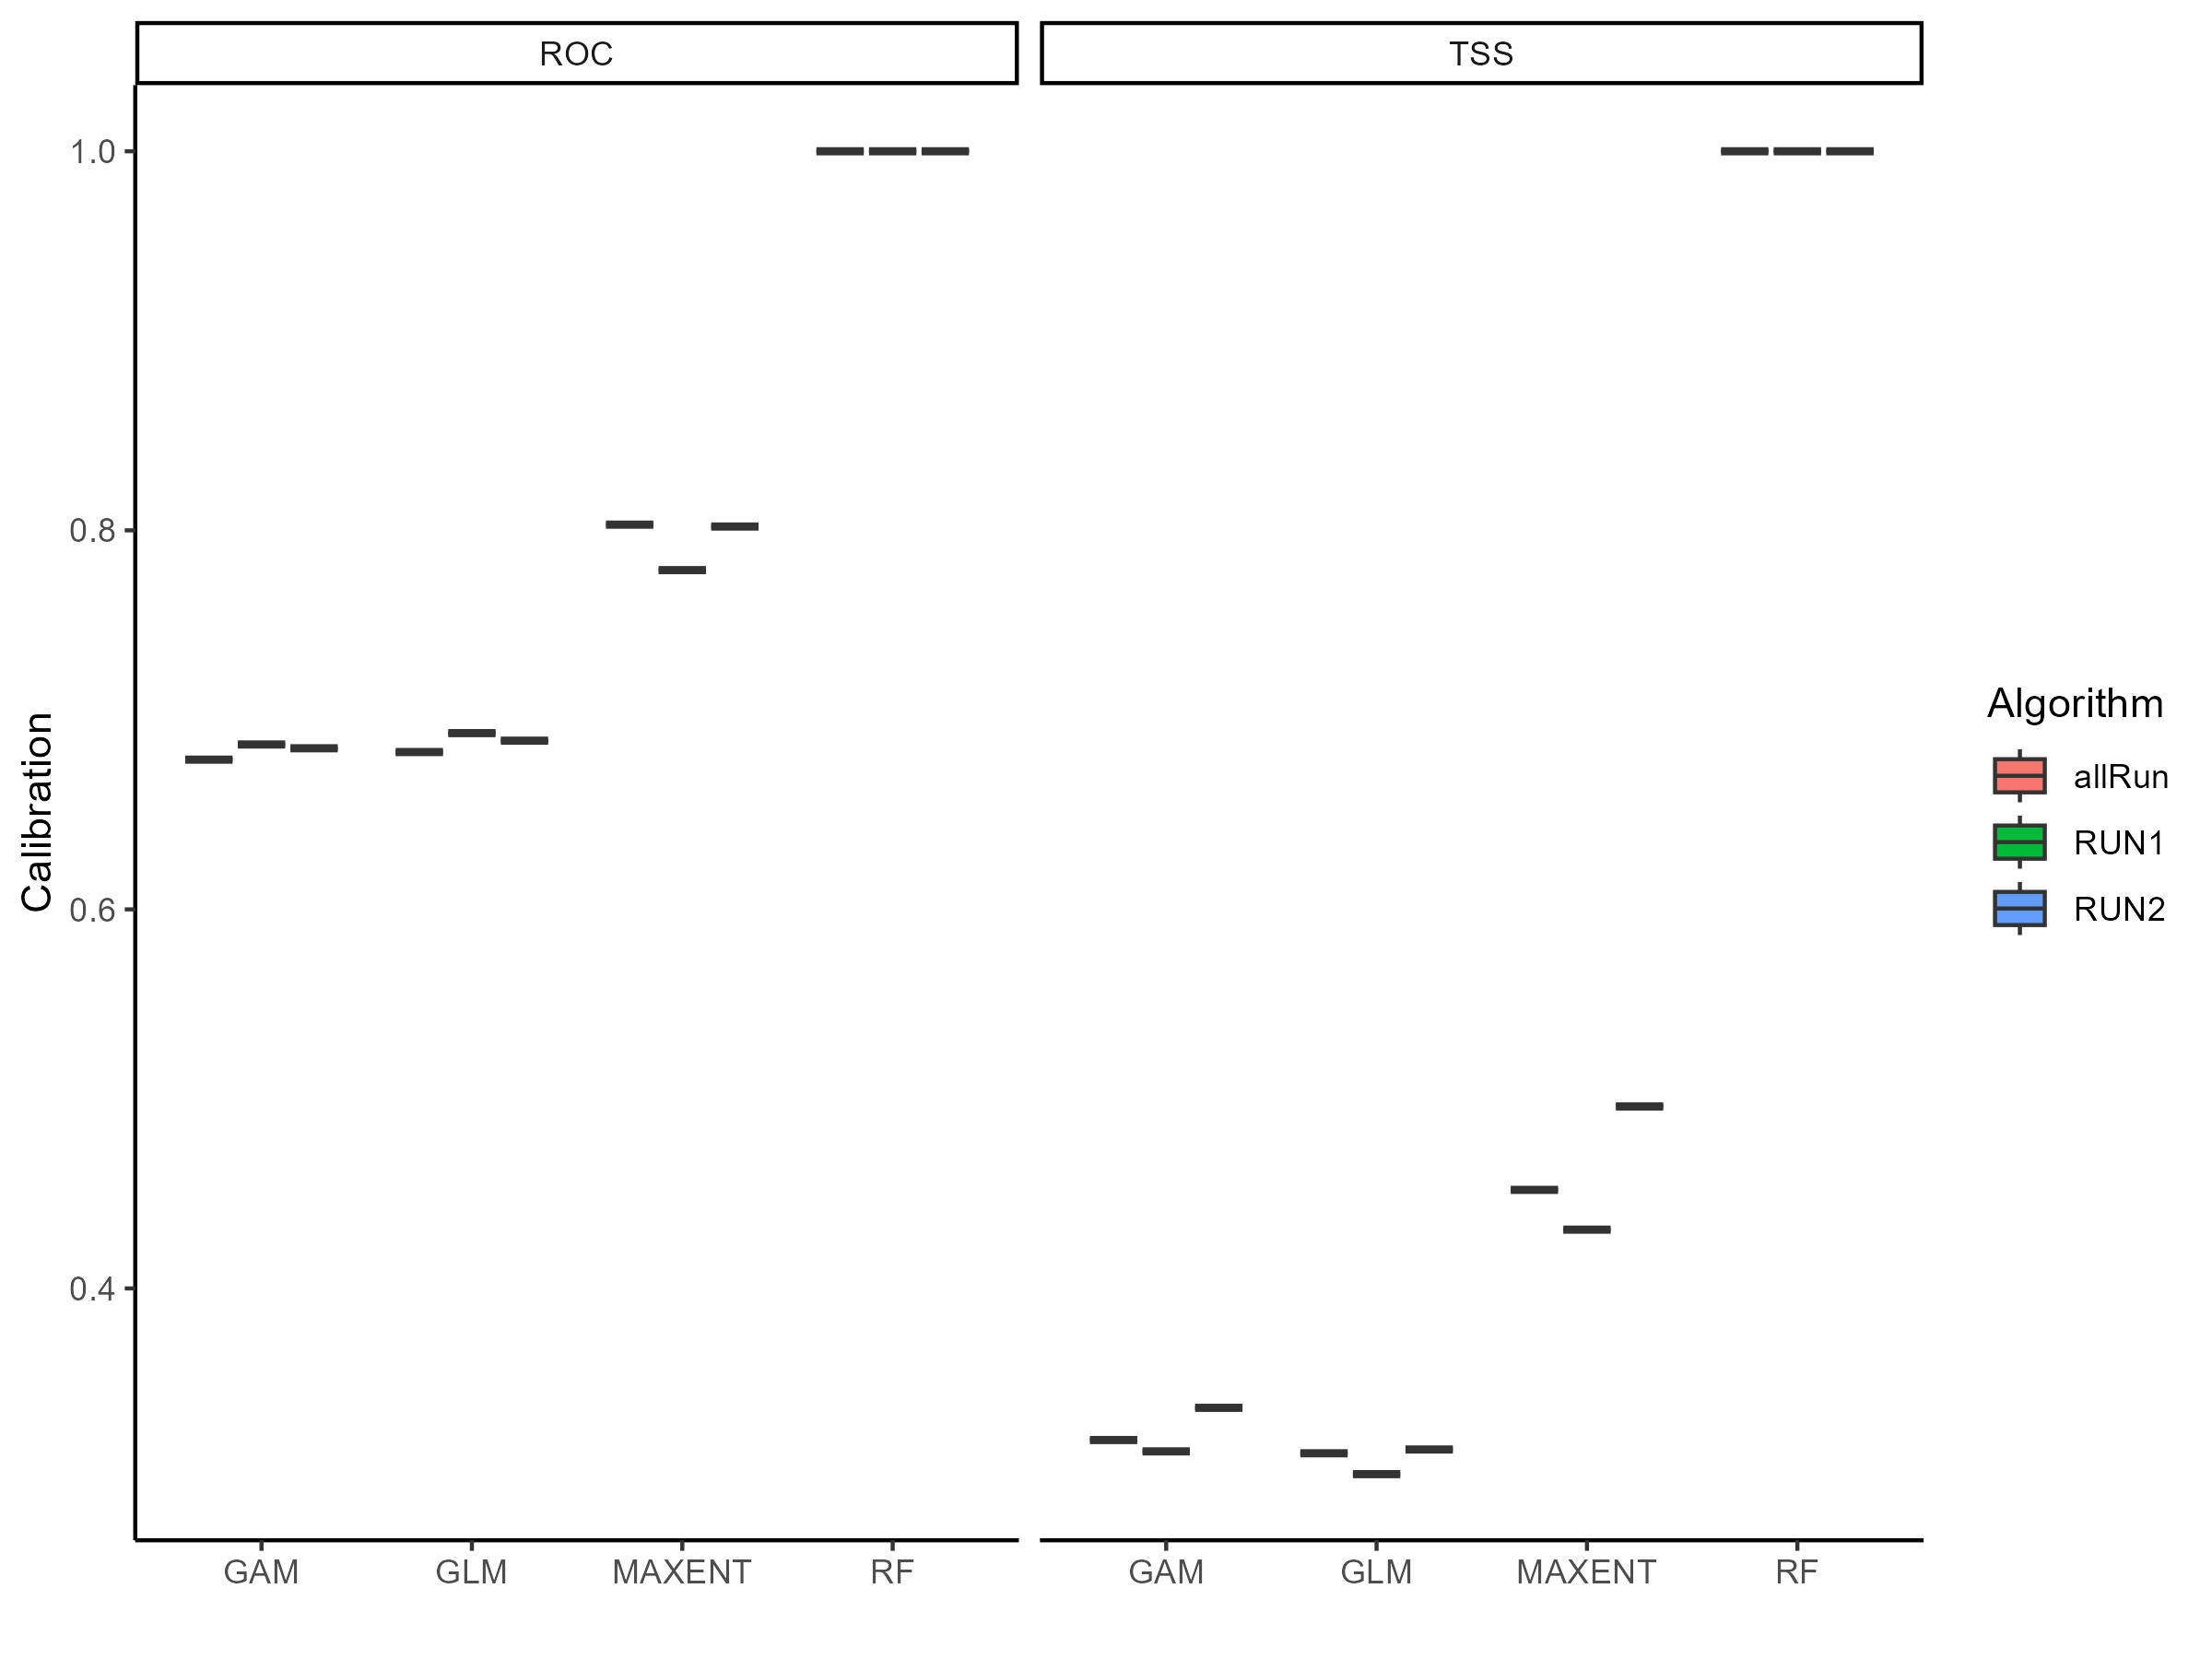 ROC
TSS
Calibration
1.0
0.8
0.6
0.4
GAM GLM MAXENT RF
GAM GLM MAXENT RF
Algorithm
allRun
RUN1
RUN2